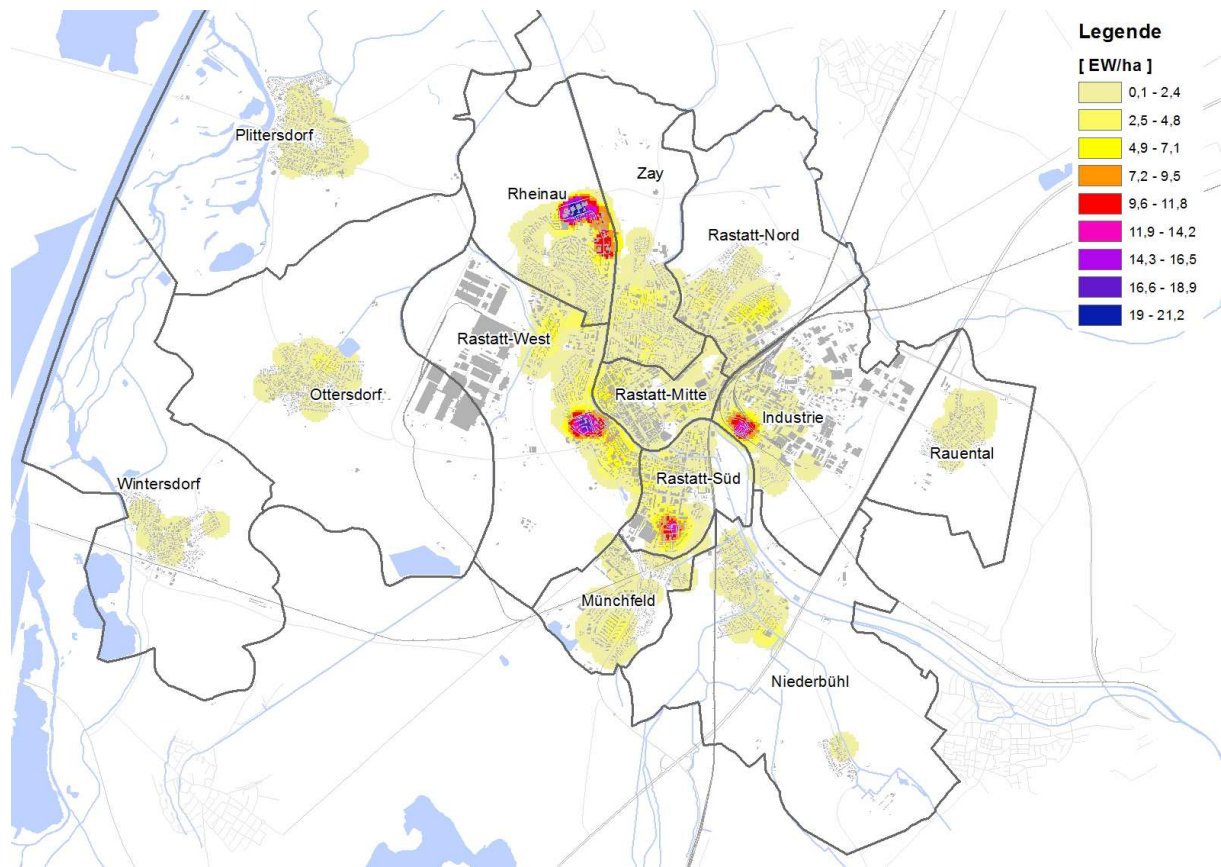 Legende
[ EW/ha ]
0,1 - 2,4
2,5 - 4,8
4,9 - 7,1
7,2 - 9,5
9,6 - 11,8
11,9 - 14,2
14,3 - 16,5
16,6 - 18,9
19 - 21,2
Plittersdorf
Zay
Rheinau
Rastatt-Nord
Rastatt-West
Ottersdorf
Rastatt-Mitte
Industrie
Rauental
Rastatt-Süd
Wintersdorf
Münchfeld
Niederbühl